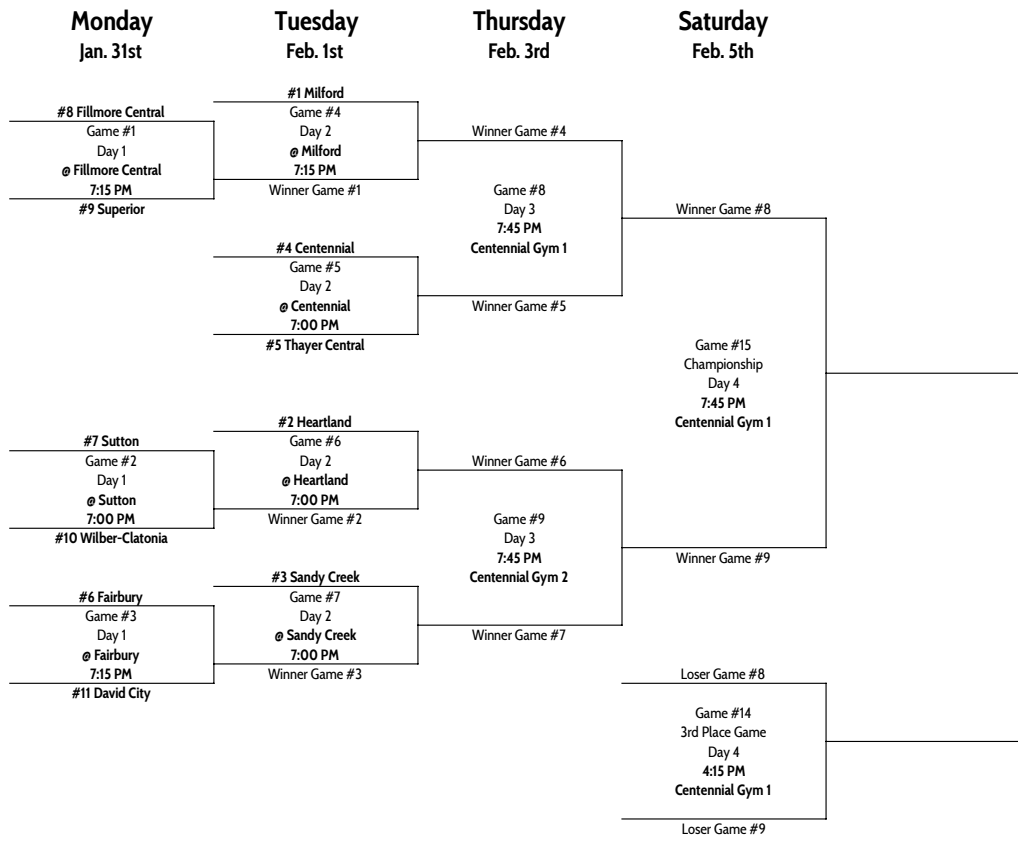 Monday
Jan. 31st
Tuesday
Feb. 1st
Thursday
Feb. 3rd
Saturday
Feb. 5th
#8 Fillmore Central
Game #1
Day 1
@ Fillmore Central
7:15 PM
#9 Superior
#7 Sutton
Game #2
Day 1
@ Sutton
7:00 PM
#10 Wilber-Clatonia
#6 Fairbury
Game #3
Day 1
@ Fairbury
7:15 PM
#11 David City
#1 Milford
Game #4
Day 2
@ Milford
7:15 PM
Winner Game #1
#4 Centennial
Game #5
Day 2
@ Centennial
7:00 PM
#5 Thayer Central
#2 Heartland
Game #6
Day 2
@ Heartland
7:00 PM
Winner Game #2
#3 Sandy Creek
Game #7
Day 2
@ Sandy Creek
7:00 PM
Winner Game #3
Winner Game #4
Game #8
Day 3
7:45 PM
Centennial Gym 1
Winner Game #5
Winner Game #6
Game #9
Day 3
7:45 PM
Centennial Gym 2
Winner Game #7
Winner Game #8
Game #15
Championship
Day 4
7:45 PM
Centennial Gym 1
Winner Game #9
Loser Game #8
Game #14
3rd Place Game
Day 4
4:15 PM
Centennial Gym 1
Loser Game #9